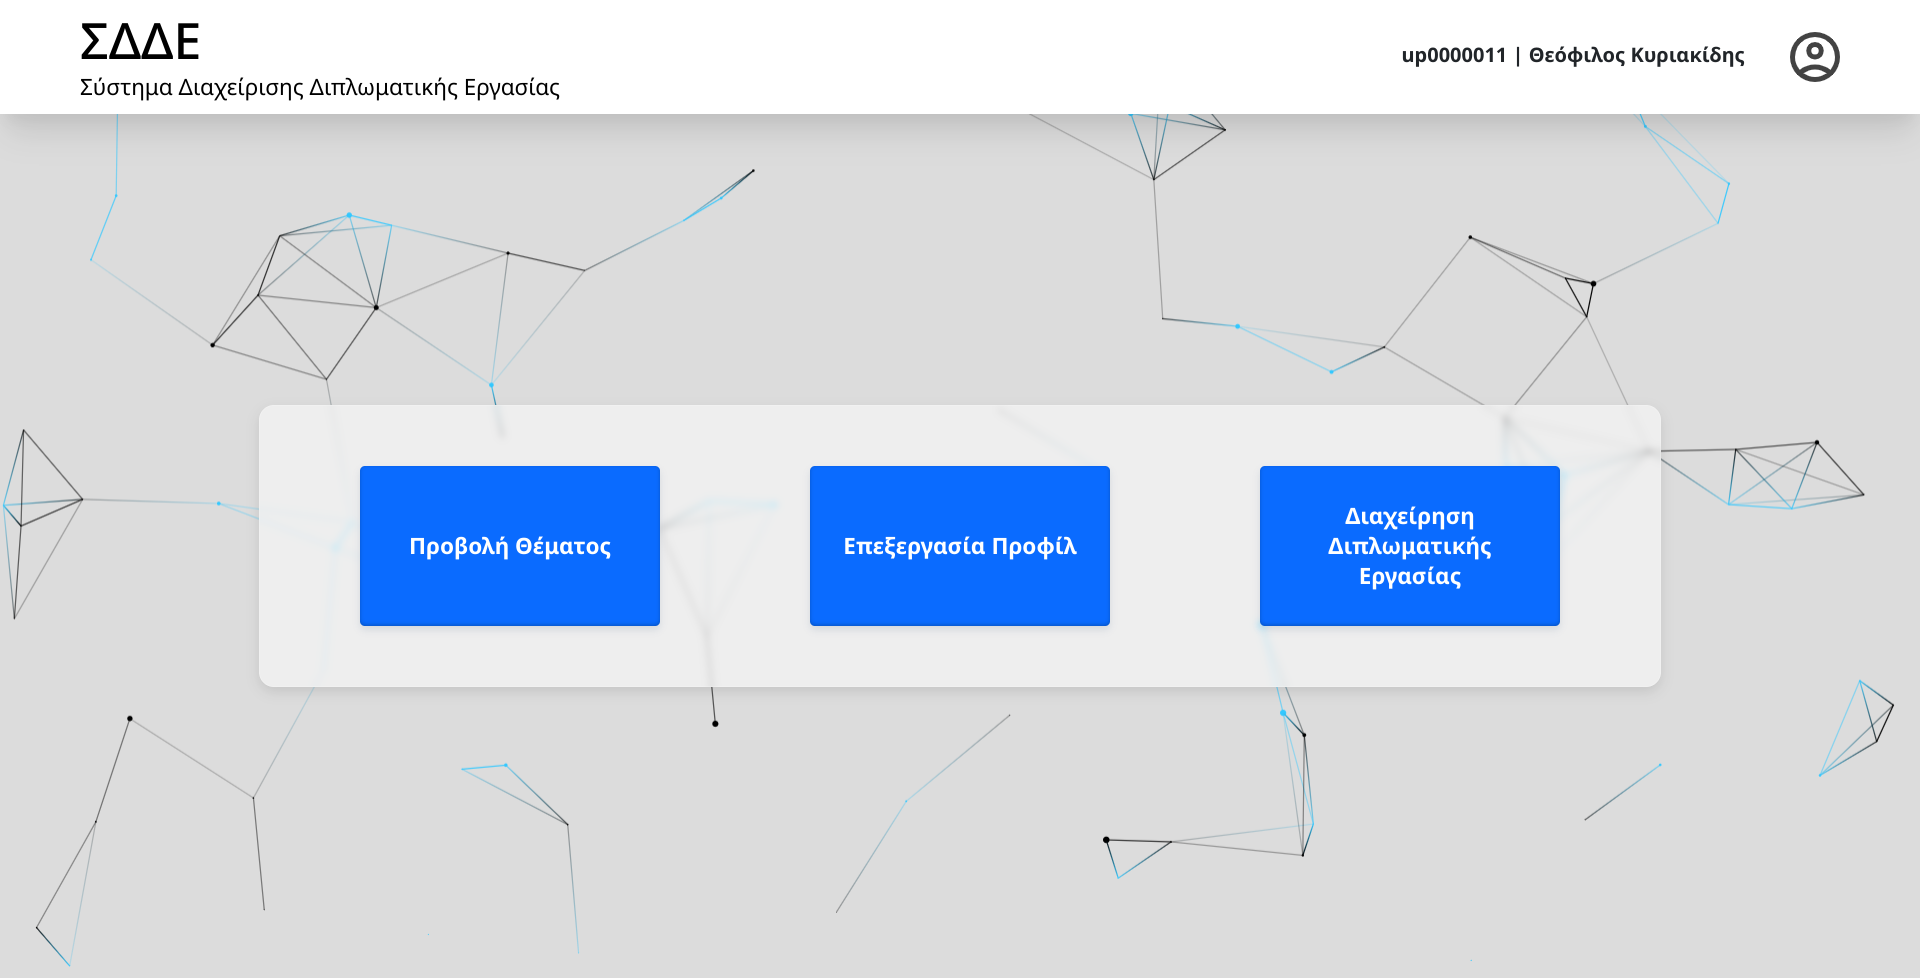 ΣΔΔΕ
Σύστημα Διαχείρισης Διπλωματικής Εργασίας
up0000011 | Θεόφιλος Κυριακίδης
Προβολή Θέματος
Επεξεργασία Προφίλ
Διαχείρηση
Διπλωματικής
Εργασίας